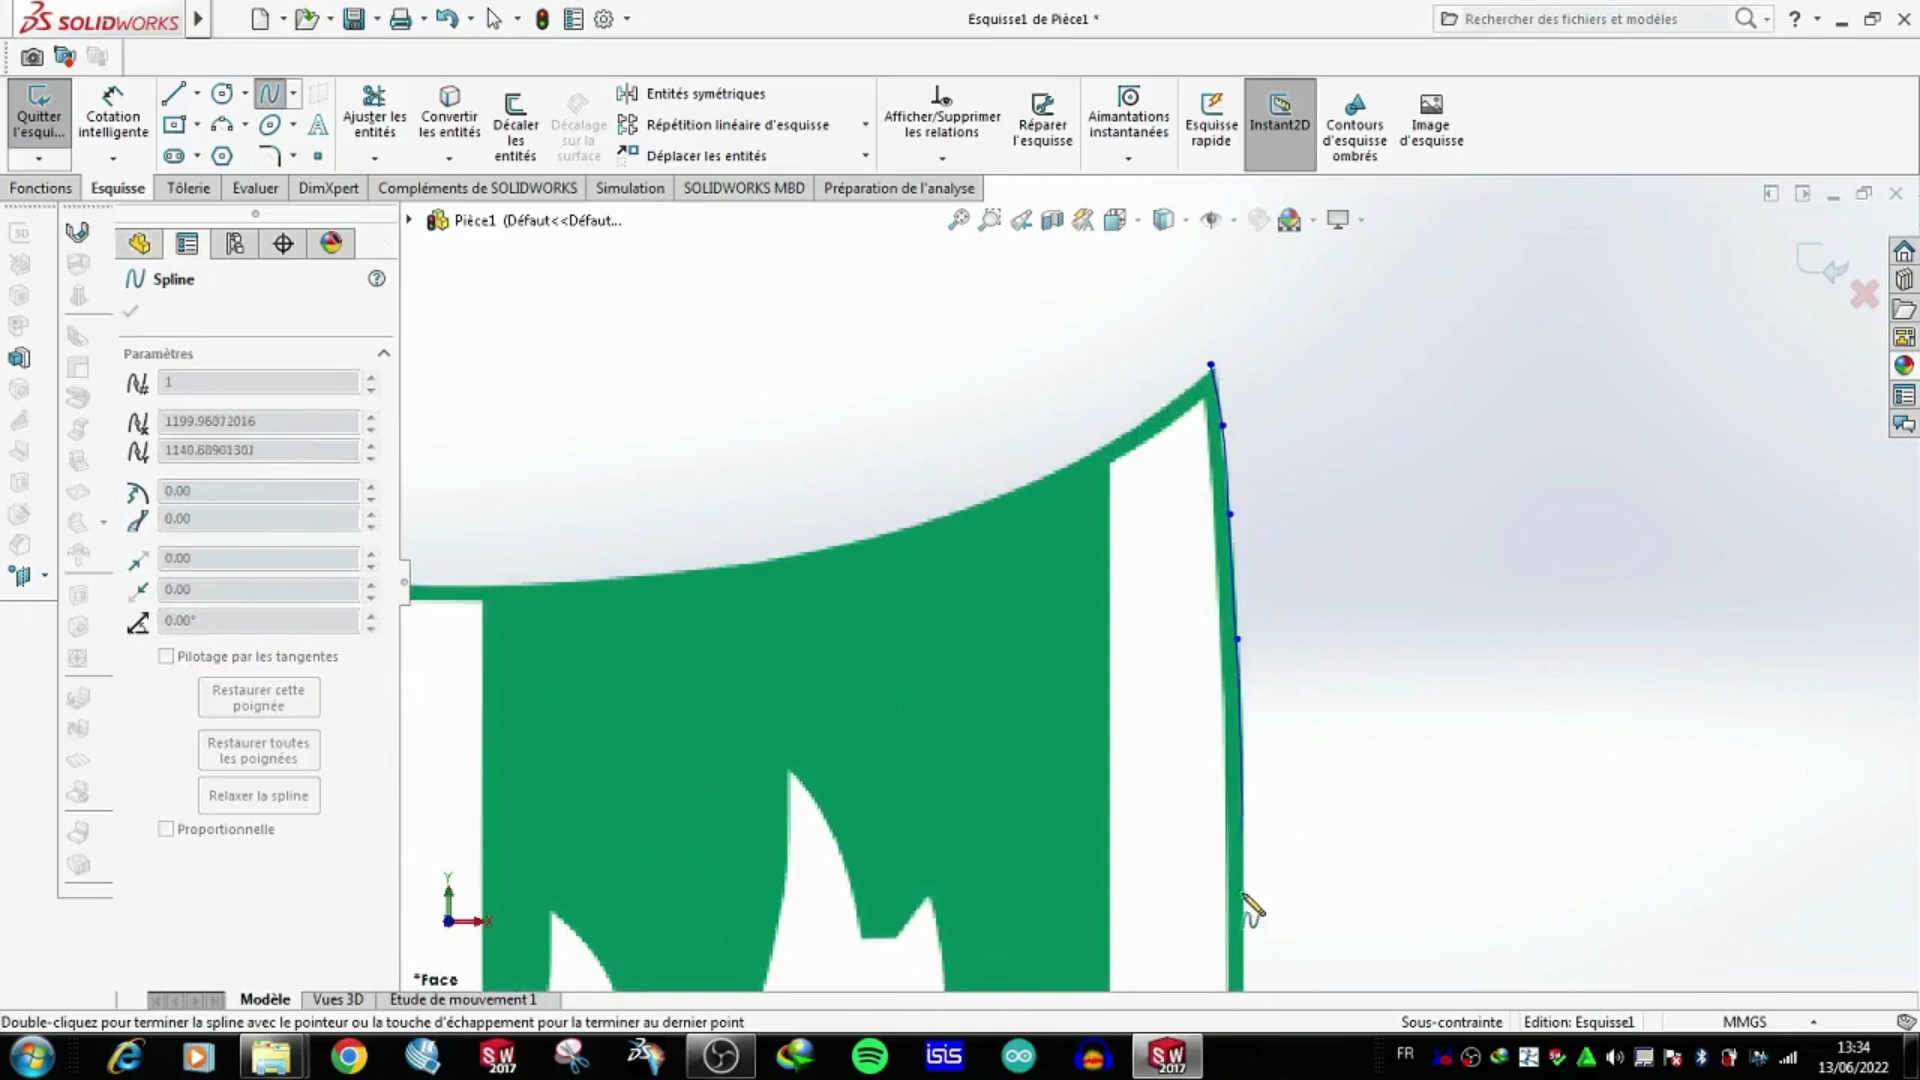 SOLIDWORKS
Esquisse1 de Pièce1 *
Rechercher des fichiers et modèles
Quitter l'esqui...
Cotation intelligente
Ajuster les entités
Convertir les entités
Décaler les entités
Décalage sur la surface
Entités symétriques
Répétition linéaire d'esquisse
Déplacer les entités
Afficher/Supprimer les relations
Réparer l'esquisse
Aimantations instantanées
Esquisse rapide
Instant2D
Contours d'esquisse ombrés
Image d'esquisse
Fonctions
Esquisse
Tôlerie
Evaluer
DimXpert
Compléments de SOLIDWORKS
Simulation
SOLIDWORKS MBD
Préparation de l'analyse
3D
Pièce1 (Défaut<<Défaut...
Spline
Paramètres
1
1199.96072016
1140.68901301
0.00
0.00
0.00
0.00
0.00°
Pilotage par les tangentes
Restaurer cette poignée
Restaurer toutes les poignées
Relaxer la spline
Proportionnelle
Y
X
*Face
Modèle
Vues 3D
Etude de mouvement 1
Double-cliquez pour terminer la spline avec le pointeur ou la touche d'échappement pour la terminer au dernier point
Sous-contrainte
Edition: Esquisse1
MMGS
SW 2017
isis
SW 2017
FR
13:34
13/06/2022